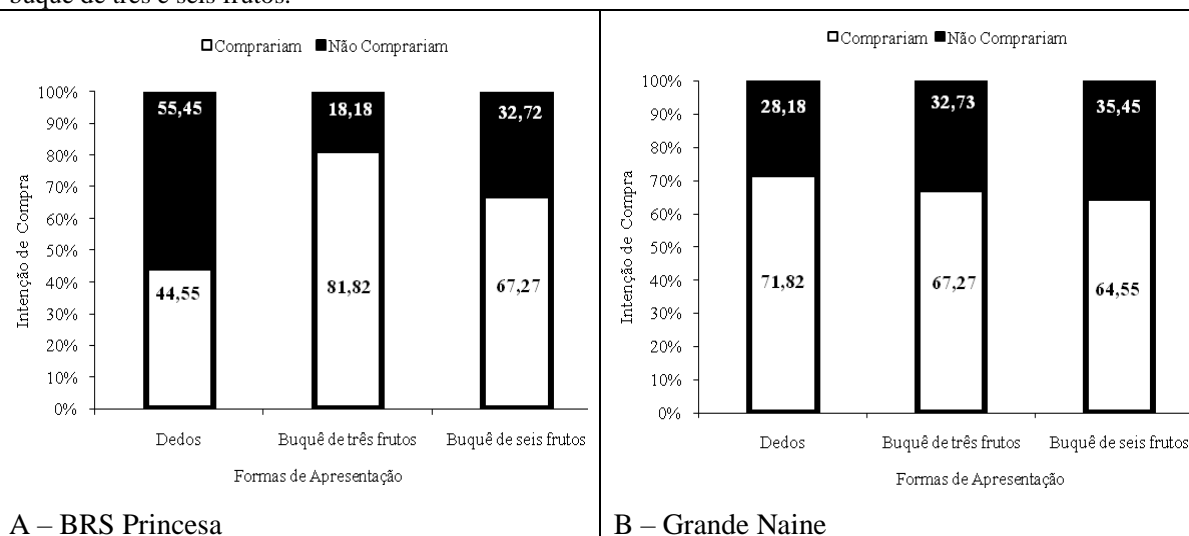 buquê de três e seis frutos.
Comprariam Não Comprariam
Intenção de Compra
100%
90%
80%
70%
60%
50%
40%
30%
20%
10%
0%
55,45 18,18 32,72
44,55 81,82 67,27
Dedos Buquê de três frutos Buquê de seis frutos
Formas de Apresentação
A – BRS Princesa
Comprariam Não Comprariam
Intenção de Compra
100%
90%
80%
70%
60%
50%
40%
30%
20%
10%
0%
28,18 32,73 35,45
71,82 67,27 64,55
Dedos Buquê de três frutos Buquê de seis frutos
Formas de Apresentação
B – Grande Naine